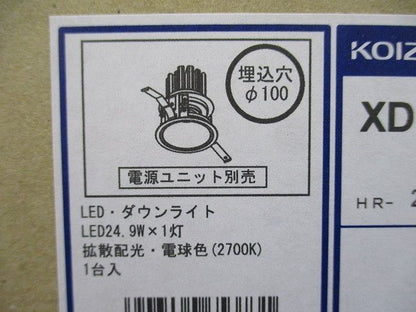 埋込穴
φ100
電源ユニット別売
LED・ダウンライト
LED24.9W×1灯
拡散配光・電球色(2700K)
1台入
KOIZ
XD
HR-